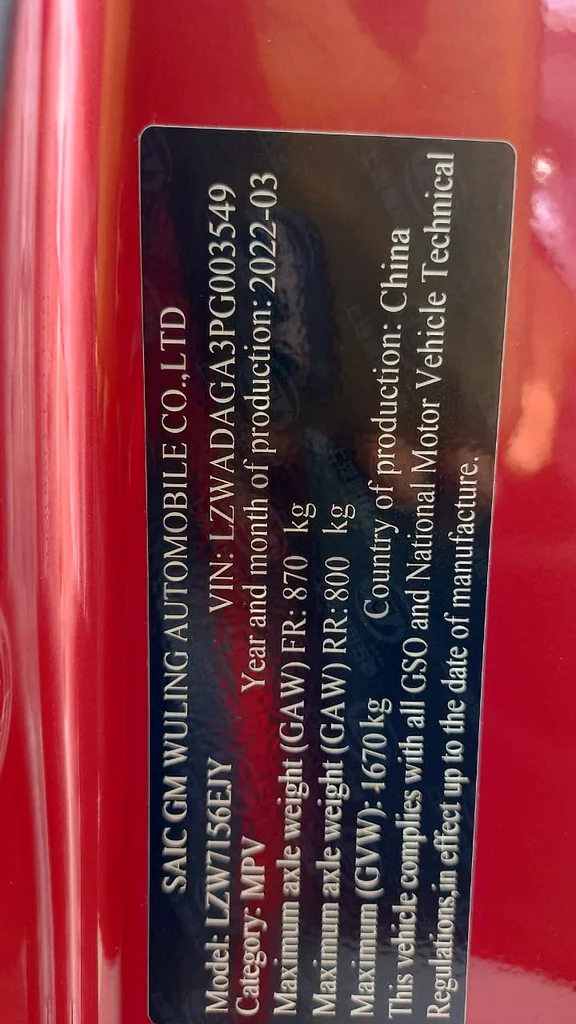 SAIC GM WULING AUTOMOBILE CO.,LTD
Model: LZW7156EJY VIN: LZWADAGA3PG003549
Category: MPV Year and month of production: 2022-03
Maximum axle weight (GAW) FR: 870 kg
Maximum axle weight (GAW) RR: 800 kg
Maximum (GVW): 1670 kg Country of production: China
This vehicle complies with all GSO and National Motor Vehicle Technical
Regulations,in effect up to the date of manufacture.